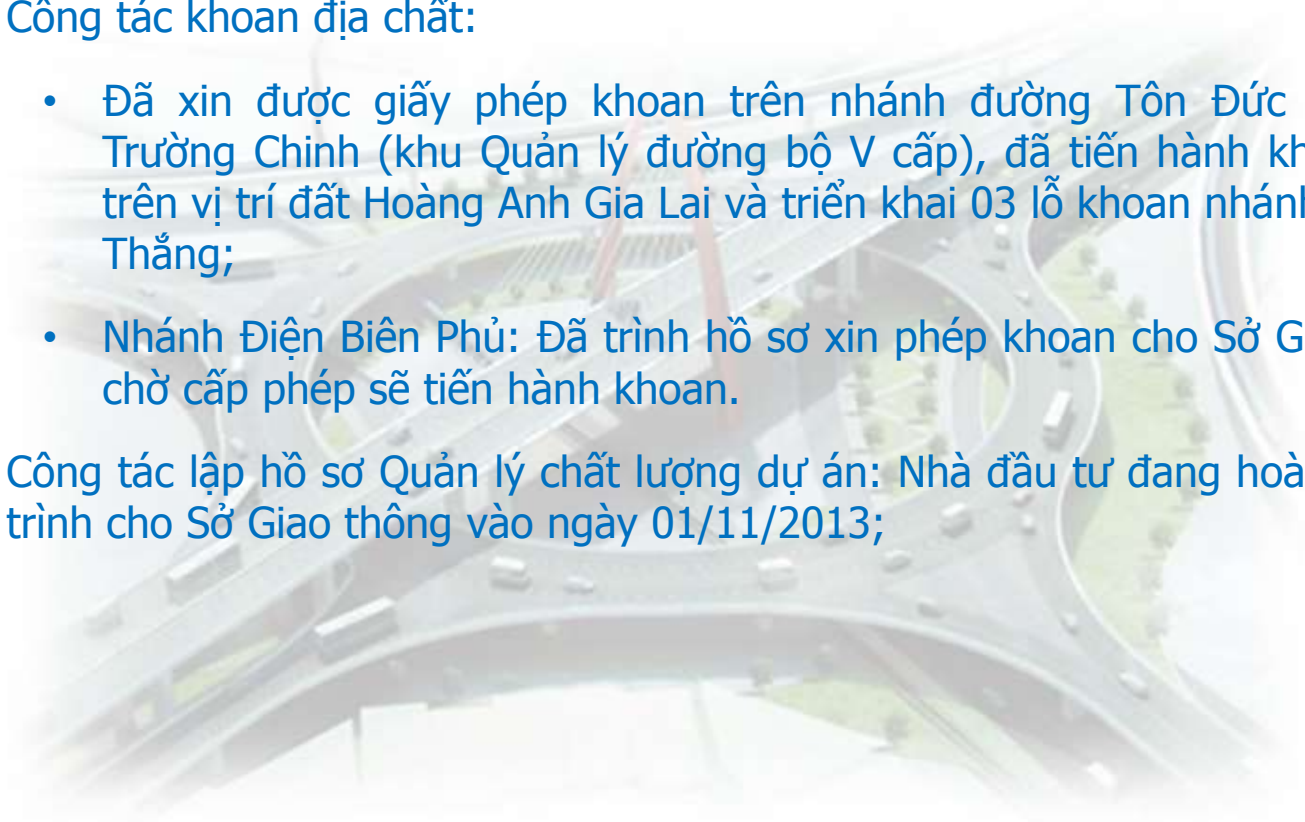 Công tác khoan địa chất:
• Đã xin được giấy phép khoan trên nhánh đường Tôn Đức
Trường Chinh (khu Quản lý đường bộ V cấp), đã tiến hành kh
trên vị trí đất Hoàng Anh Gia Lai và triển khai 03 lỗ khoan nhánh
Thắng;
• Nhánh Điện Biên Phủ: Đã trình hồ sơ xin phép khoan cho Sở G
chờ cấp phép sẽ tiến hành khoan.
Công tác lập hồ sơ Quản lý chất lượng dự án: Nhà đầu tư đang hoà
trình cho Sở Giao thông vào ngày 01/11/2013;